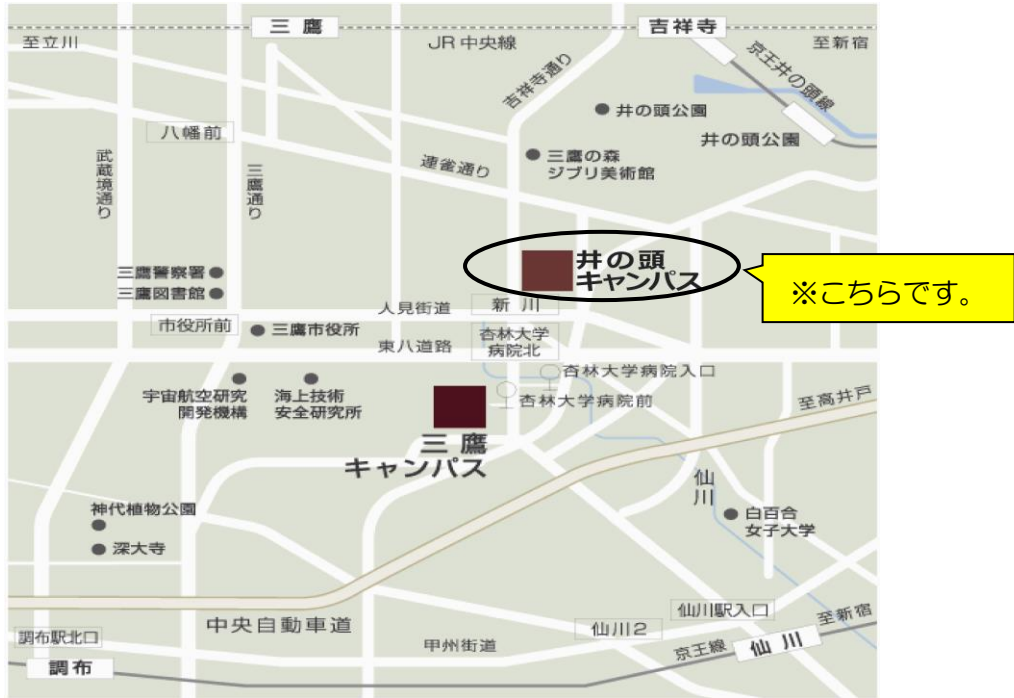 三鷹
吉祥寺
至立川
JR中央線
至新宿
吉祥寺通り
京王井の頭線
井の頭公園
井の頭公園
八幡前
武蔵境通り
三鷹通り
連雀通り
三鷹の森
ジブリ美術館
井の頭
キャンパス
※こちらです。
三鷹警察署
三鷹図書館
人見街道
新川
市役所前
三鷹市役所
東八道路
杏林大学
病院北
杏林大学病院入口
杏林大学病院前
宇宙航空研究
開発機構
海上技術
安全研究所
至高井戸
三鷹
キャンパス
仙川
神代植物公園
深大寺
白百合
女子大学
中央自動車道
仙川駅入口
仙川2
至新宿
調布駅北口
甲州街道
京王線
仙川
調布